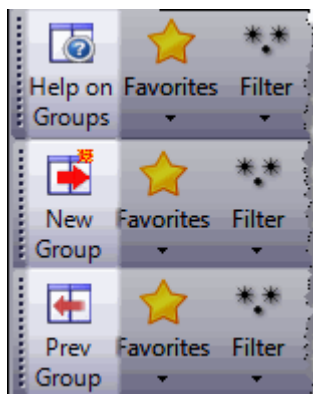 Help on Favorites Filter
Groups
New Favorites Filter
Group
Prev Favorites Filter
Group